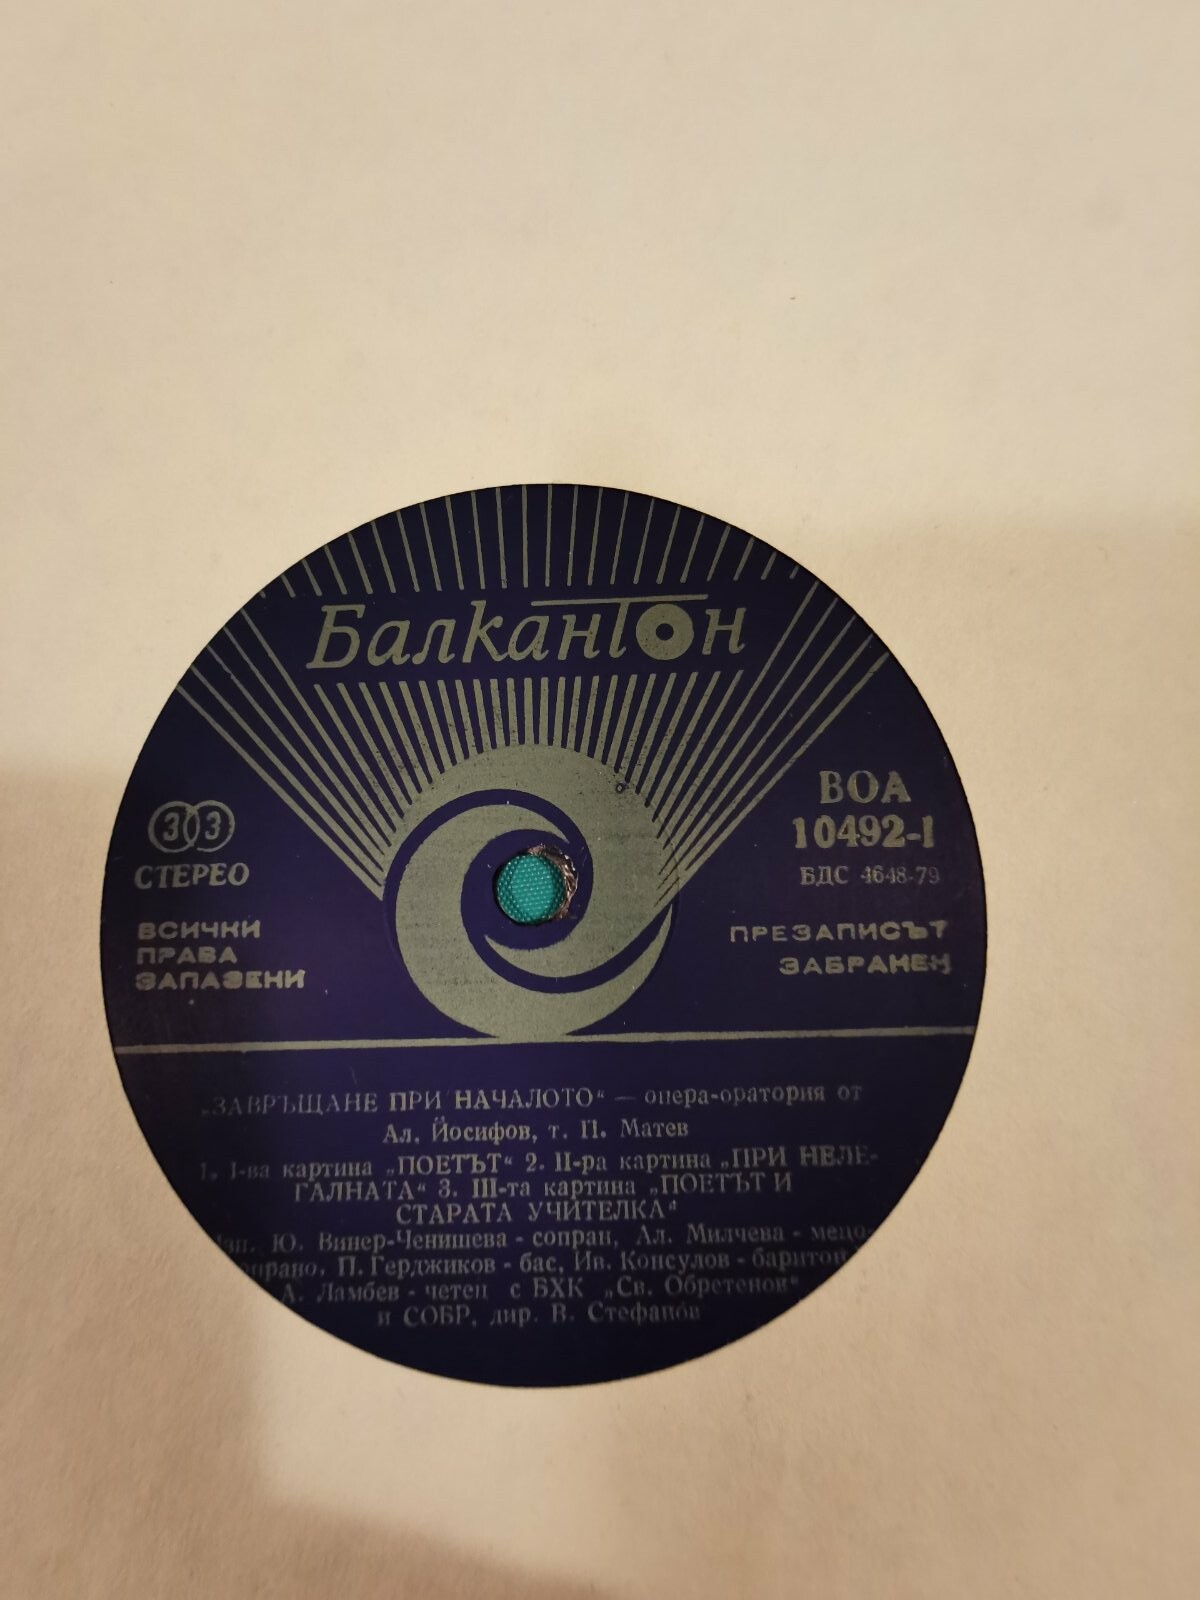 Балкантон
33
СТЕРЕО
ВСИЧКИ
ПРАВА
ЗАПАЗЕНИ
ВОА
10492-I
БДС 4648-79
ПРЕЗАПИСЪТ
ЗАБРАНЕН
„ЗАВРЪЩАНЕ ПРИ НАЧАЛОТО“ — опера-оратория от
Ал. Йосифов, т. П. Матев
1. I-ва картина „ПОЕТЪТ“ 2. II-ра картина „ПРИ НЕЛЕ-
ГАЛНАТА“ 3. III-та картина „ПОЕТЪТ И
СТАРАТА УЧИТЕЛКА“
Изп. Ю. Винер-Ченишева - сопран, Ал. Милчева - мецо-
сопрано, П. Герджиков - бас, Ив. Консулов - баритон,
А. Ламбев - четец с БХК „Св. Обретенов“
и СОБР, дир. В. Стефанов